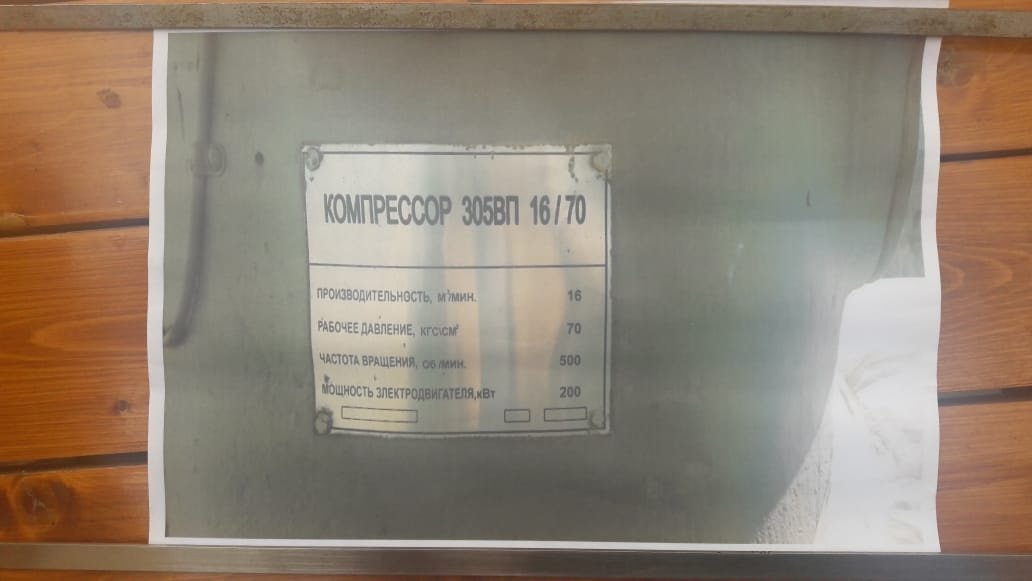 КОМПРЕССОР 305ВП 16/70
ПРОИЗВОДИТЕЛЬНОСТЬ, м³/мин. 16
РАБОЧЕЕ ДАВЛЕНИЕ, кгс\см² 70
ЧАСТОТА ВРАЩЕНИЯ, об/мин. 500
МОЩНОСТЬ ЭЛЕКТРОДВИГАТЕЛЯ,кВт 200